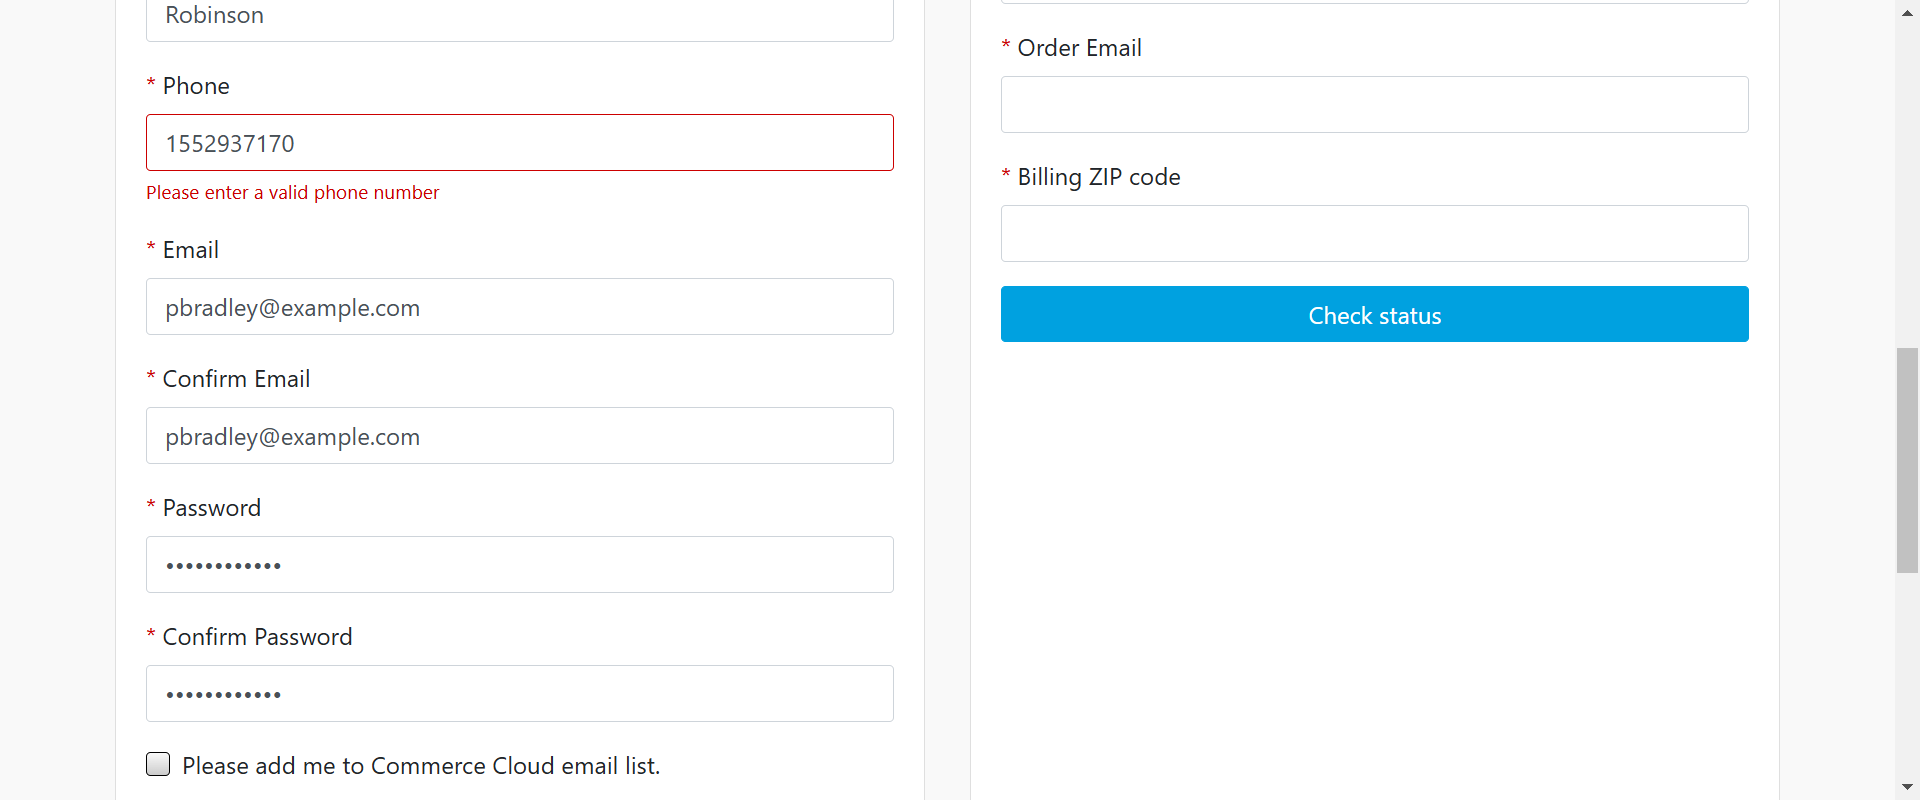 Robinson
* Phone
1552937170
Please enter a valid phone number
* Email
pbradley@example.com
* Confirm Email
pbradley@example.com
* Password
••••••••••••
* Confirm Password
••••••••••••
Please add me to Commerce Cloud email list.
* Order Email
* Billing ZIP code
Check status